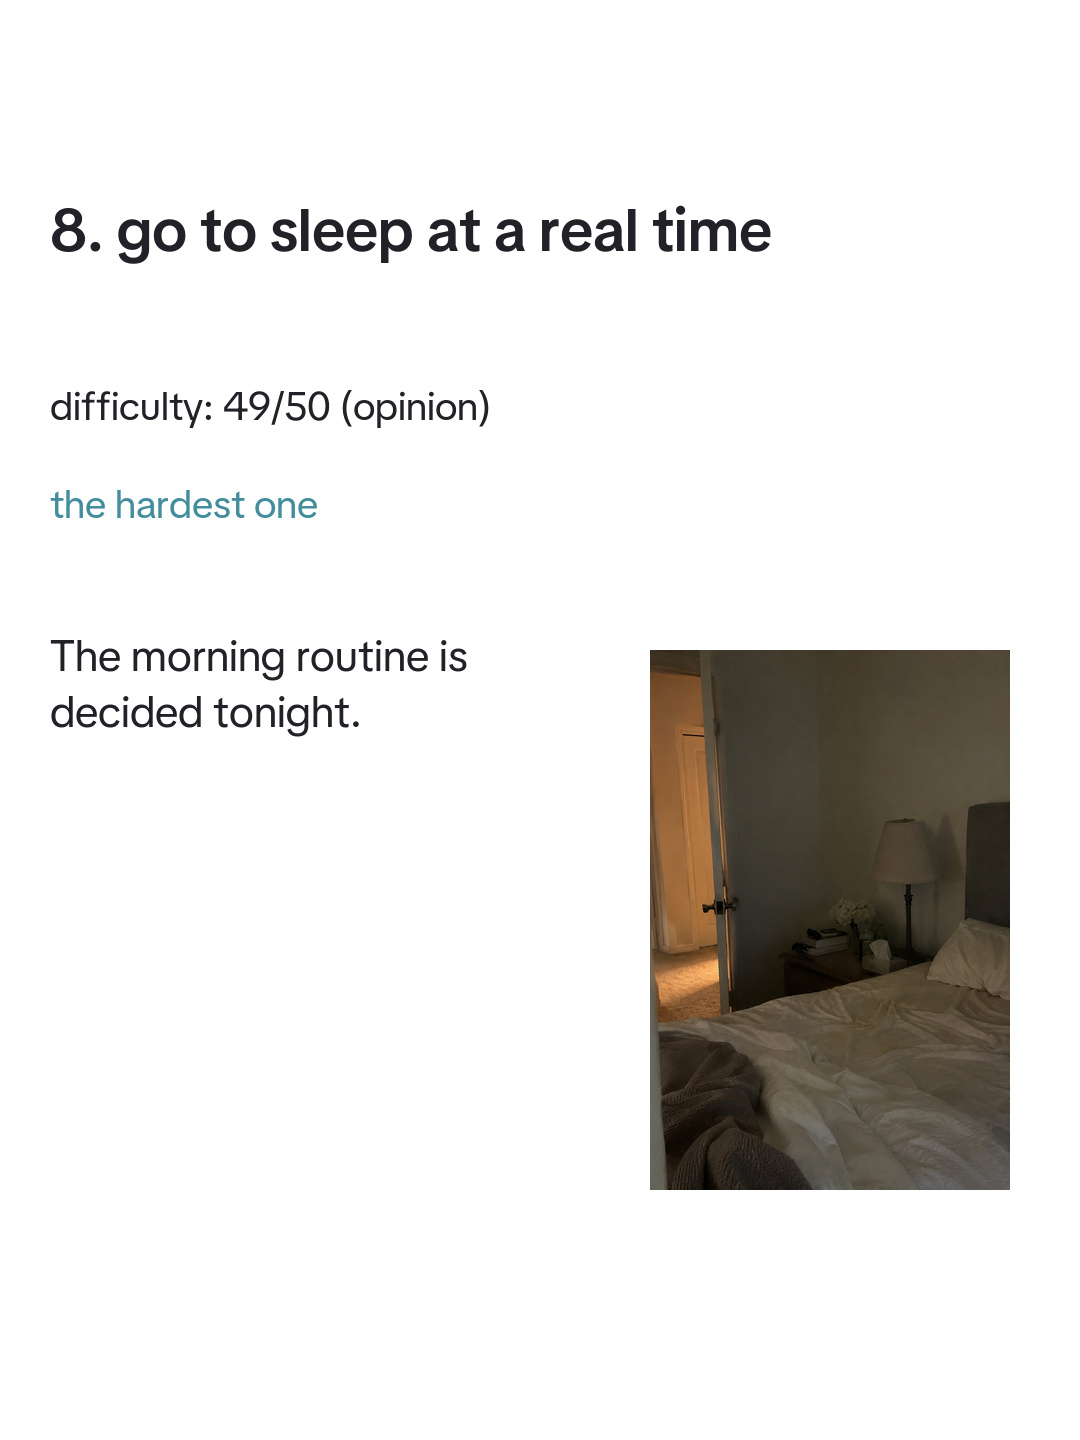 8. go to sleep at a real time
difficulty: 49/50 (opinion)
the hardest one
The morning routine is
decided tonight.